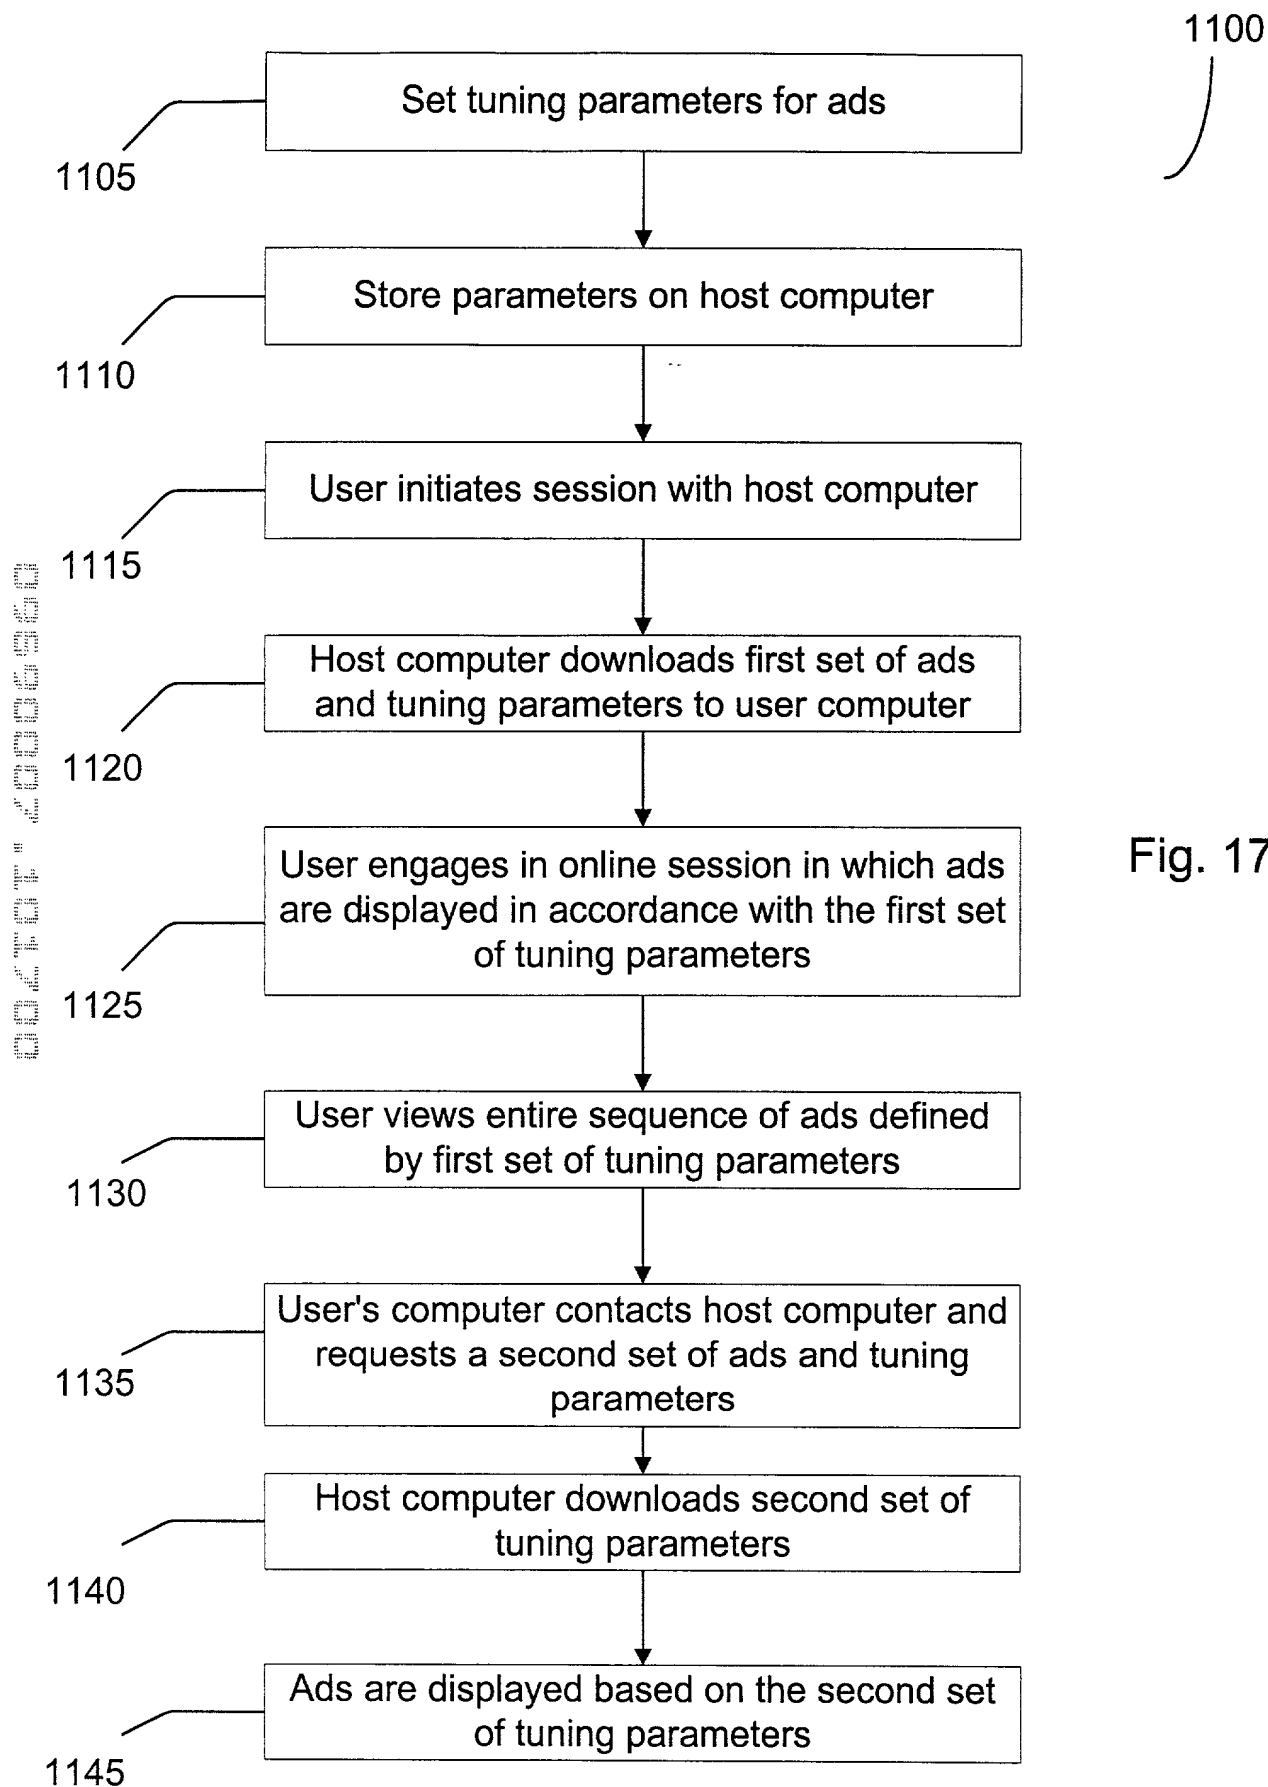 1100
Set tuning parameters for ads
1105
Store parameters on host computer
1110
User initiates session with host computer
1115
Host computer downloads first set of ads
and tuning parameters to user computer
1120
User engages in online session in which ads
are displayed in accordance with the first set
of tuning parameters
1125
Fig. 17
User views entire sequence of ads defined
by first set of tuning parameters
1130
User's computer contacts host computer and
requests a second set of ads and tuning
parameters
1135
Host computer downloads second set of
tuning parameters
1140
Ads are displayed based on the second set
of tuning parameters
1145